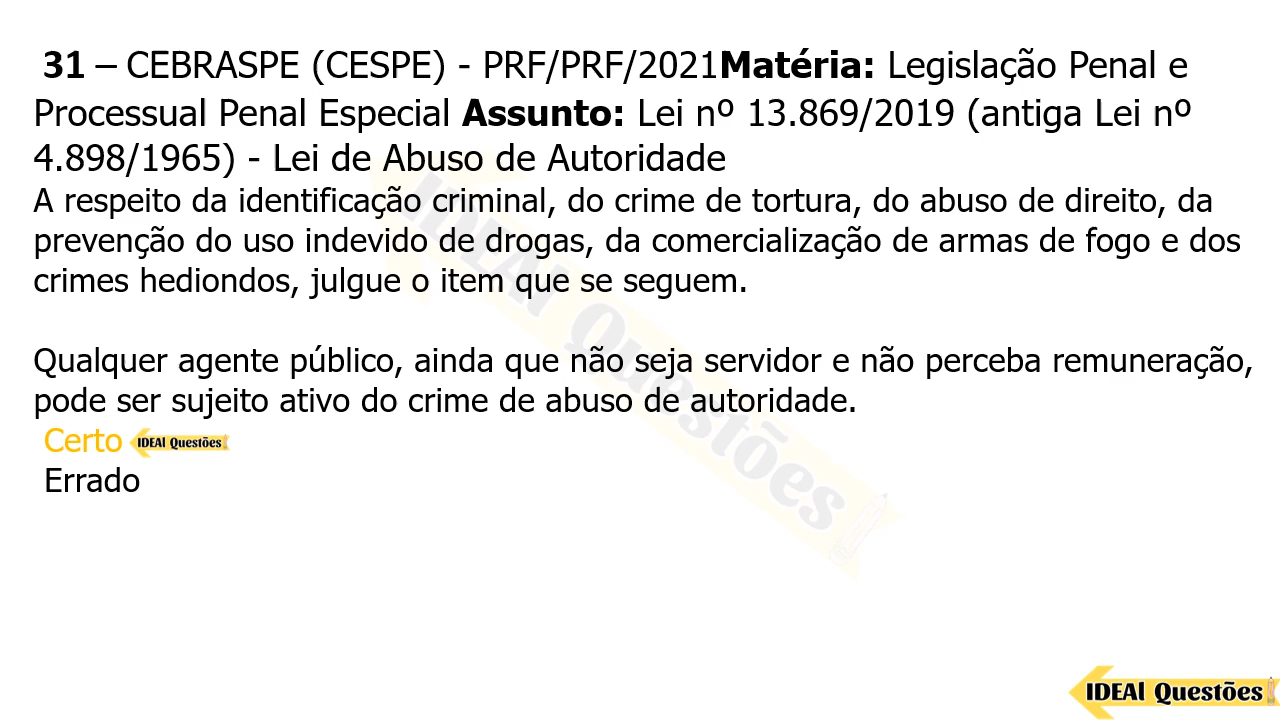 31 – CEBRASPE (CESPE) - PRF/PRF/2021Matéria: Legislação Penal e
Processual Penal Especial Assunto: Lei nº 13.869/2019 (antiga Lei nº
4.898/1965) - Lei de Abuso de Autoridade
A respeito da identificação criminal, do crime de tortura, do abuso de direito, da
prevenção do uso indevido de drogas, da comercialização de armas de fogo e dos
crimes hediondos, julgue o item que se seguem.
Qualquer agente público, ainda que não seja servidor e não perceba remuneração,
pode ser sujeito ativo do crime de abuso de autoridade.
Certo IDEAl Questões
Errado
IDEAl Questões
IDEAl Questões